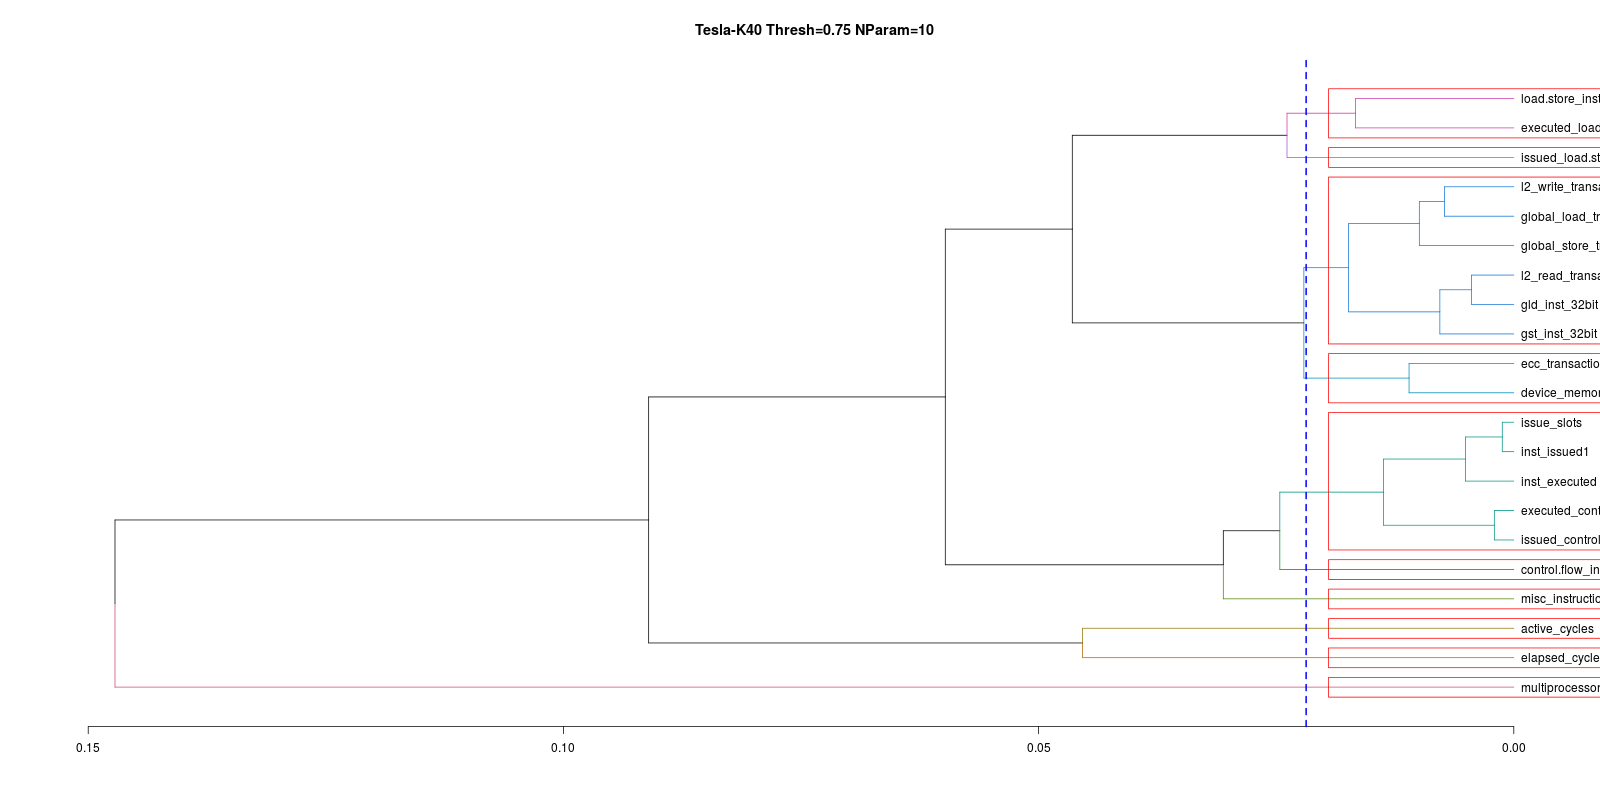 Tesla-K40 Thresh=0.75 NParam=10
load.store_inst
executed_load
issued_load.st
l2_write_transa
global_load_tr
global_store_t
l2_read_transa
gld_inst_32bit
gst_inst_32bit
ecc_transactio
device_memor
issue_slots
inst_issued1
inst_executed
executed_cont
issued_control
control.flow_in
misc_instructio
active_cycles
elapsed_cycle
multiprocessor
0.15 0.10 0.05 0.00